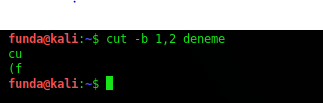 funda@kali:~$ cut -b 1,2 deneme
cu
(f
funda@kali:~$